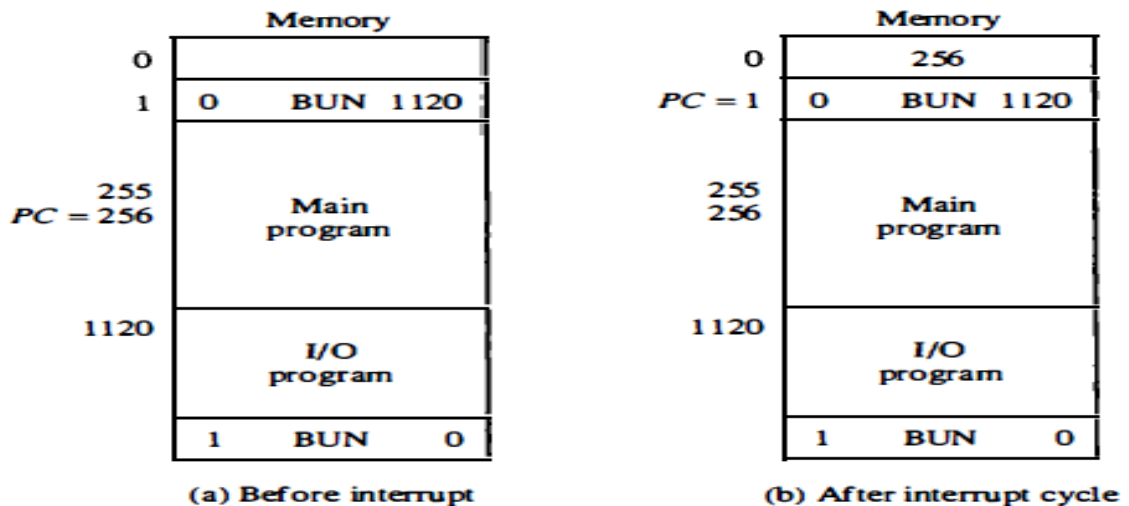 Memory
0
1 0 BUN 1120
255
PC = 256
Main
program
1120
I/O
program
1 BUN 0
(a) Before interrupt
Memory
0 256
PC = 1 0 BUN 1120
255
256
Main
program
1120
I/O
program
1 BUN 0
(b) After interrupt cycle